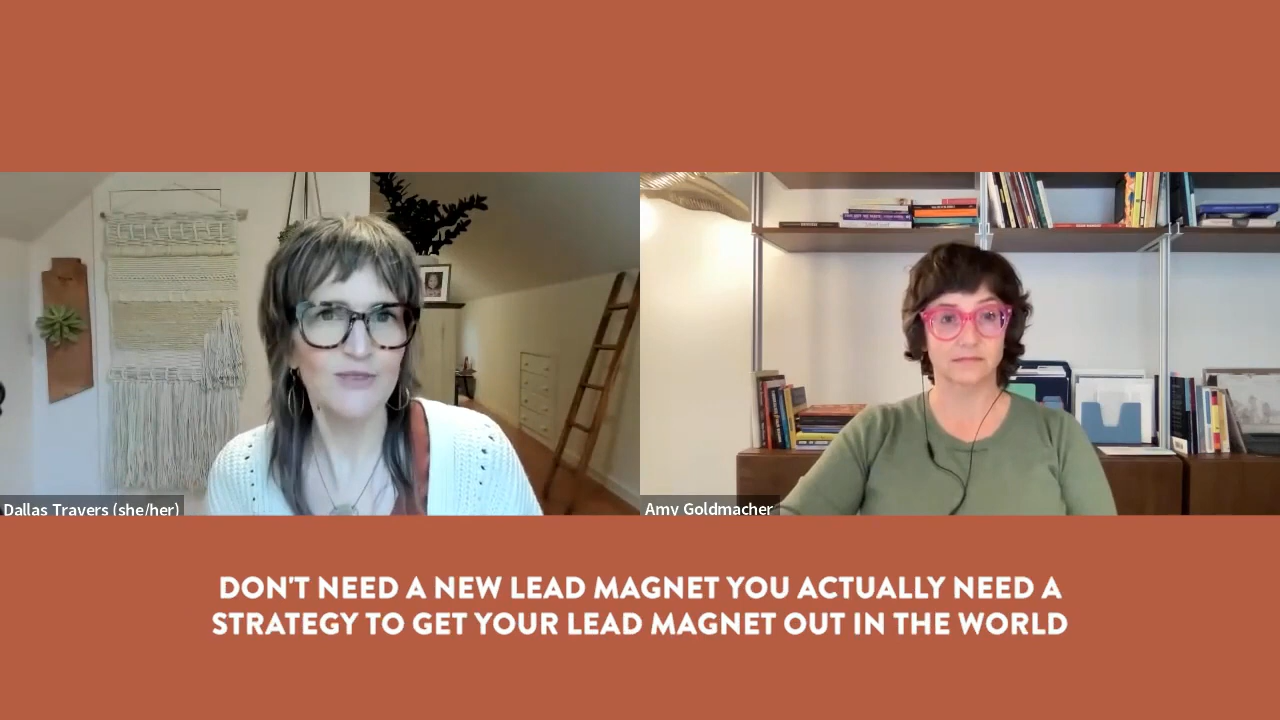 Dallas Travers (she/her)
Amy Goldmacher
DON'T NEED A NEW LEAD MAGNET YOU ACTUALLY NEED A
STRATEGY TO GET YOUR LEAD MAGNET OUT IN THE WORLD